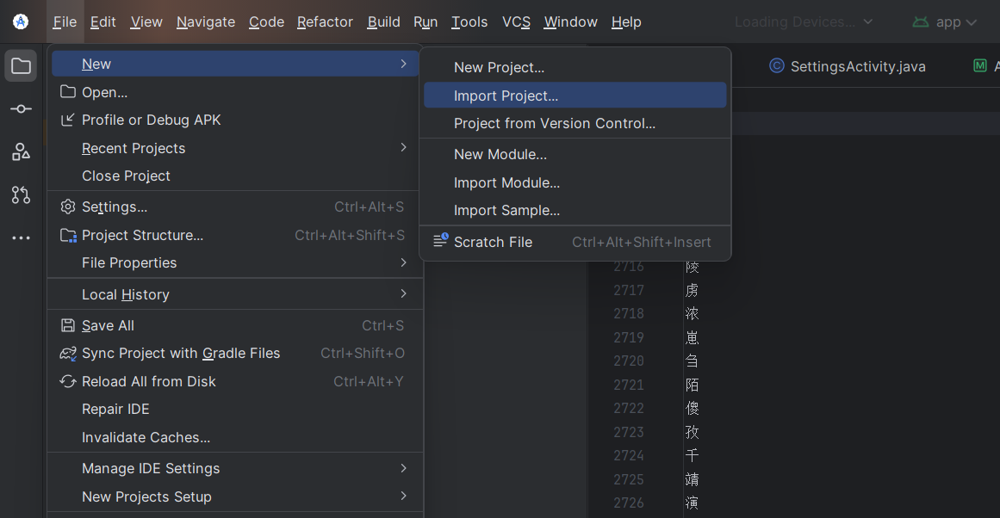 File Edit View Navigate Code Refactor Build Run Tools VCS Window Help Loading Devices... app
New
Open...
Profile or Debug APK
Recent Projects
Close Project
Settings... Ctrl+Alt+S
Project Structure... Ctrl+Alt+Shift+S
File Properties
Local History
Save All Ctrl+S
Sync Project with Gradle Files Ctrl+Shift+O
Reload All from Disk Ctrl+Alt+Y
Repair IDE
Invalidate Caches...
Manage IDE Settings
New Projects Setup
New Project...
Import Project...
Project from Version Control...
New Module...
Import Module...
Import Sample...
Scratch File Ctrl+Alt+Shift+Insert
C SettingsActivity.java M
2716 陵
2717 虏
2718 浓
2719 崽
2720 刍
2721 陌
2722 傻
2723 孜
2724 千
2725 靖
2726 演